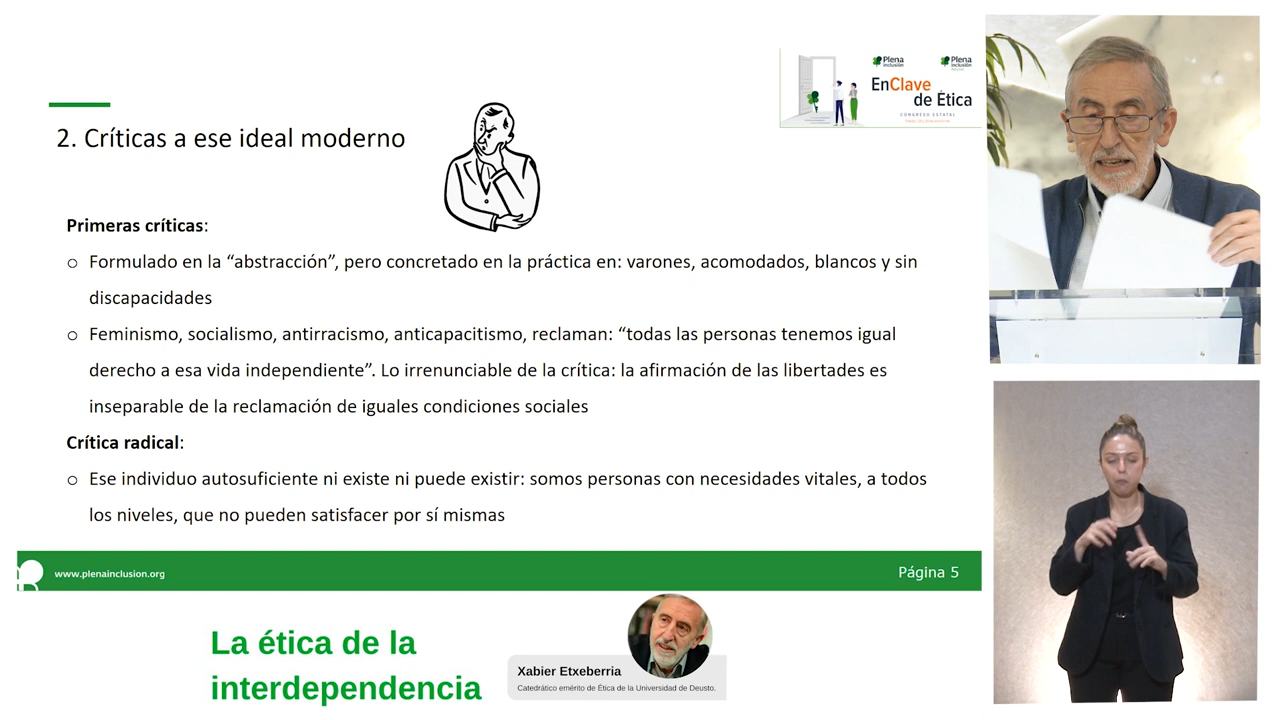 Plena
inclusión
Plena
inclusión
EnClave
de Ética
CONGRESO ESTATAL
2. Críticas a ese ideal moderno
Primeras críticas:
o Formulado en la “abstracción”, pero concretado en la práctica en: varones, acomodados, blancos y sin
discapacidades
o Feminismo, socialismo, antirracismo, anticapacitismo, reclaman: “todas las personas tenemos igual
derecho a esa vida independiente”. Lo irrenunciable de la crítica: la afirmación de las libertades es
inseparable de la reclamación de iguales condiciones sociales
Crítica radical:
o Ese individuo autosuficiente ni existe ni puede existir: somos personas con necesidades vitales, a todos
los niveles, que no pueden satisfacer por sí mismas
www.plenainclusion.org
Página 5
La ética de la
interdependencia
Xabier Etxeberria
Catedrático emérito de Ética de la Universidad de Deusto.